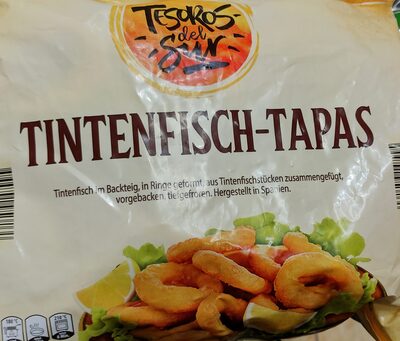 TESOROS
del
Sur
TINTENFISCH-TAPAS
Tintenfisch im Backteig, in Ringe geformt, aus Tintenfischstücken zusammengefügt,
vorgebacken, tiefgefroren. Hergestellt in Spanien.
180 °C